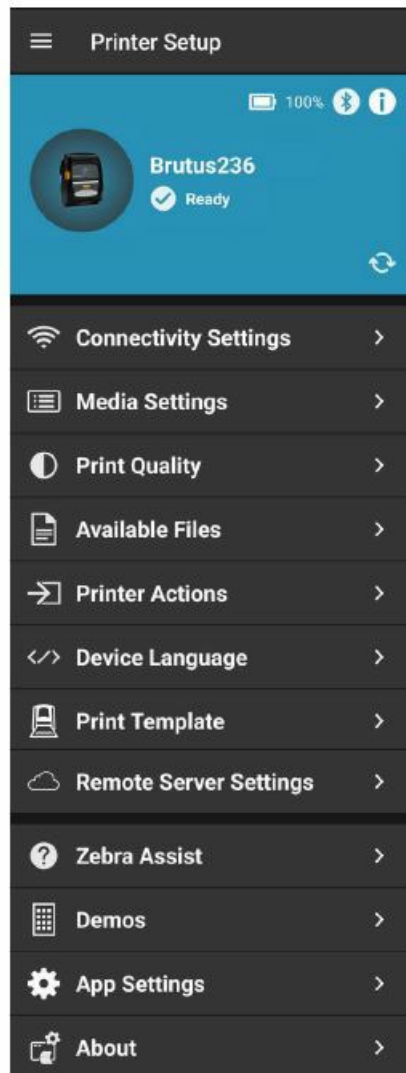 Printer Setup
100%
Brutus236
Ready
Connectivity Settings
Media Settings
Print Quality
Available Files
Printer Actions
Device Language
Print Template
Remote Server Settings
Zebra Assist
Demos
App Settings
About